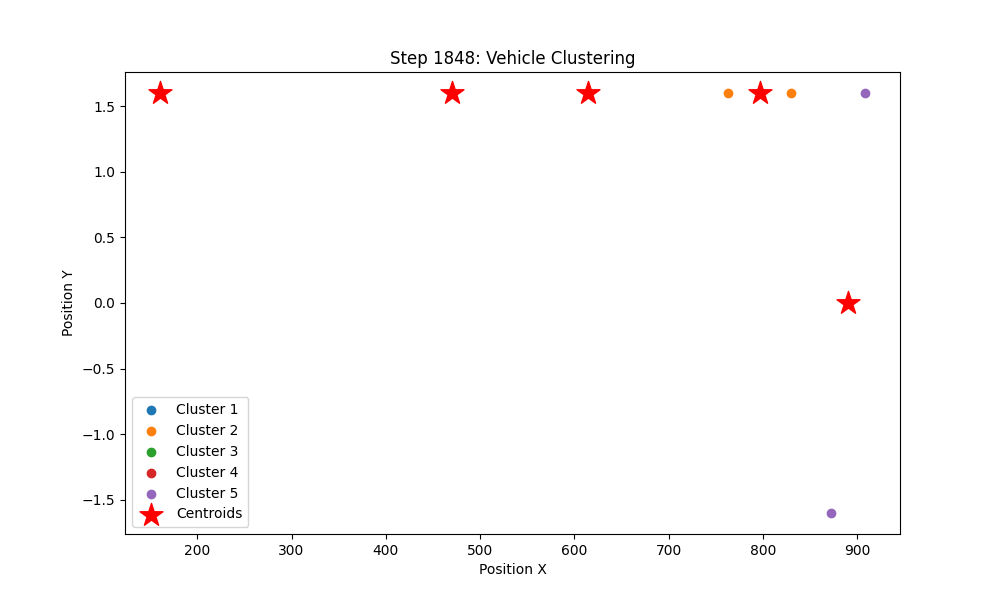 Step 1848: Vehicle Clustering
Position Y
1.5
1.0
0.5
0.0
−0.5
−1.0
−1.5
Cluster 1
Cluster 2
Cluster 3
Cluster 4
Cluster 5
Centroids
200 300 400 500 600 700 800 900
Position X